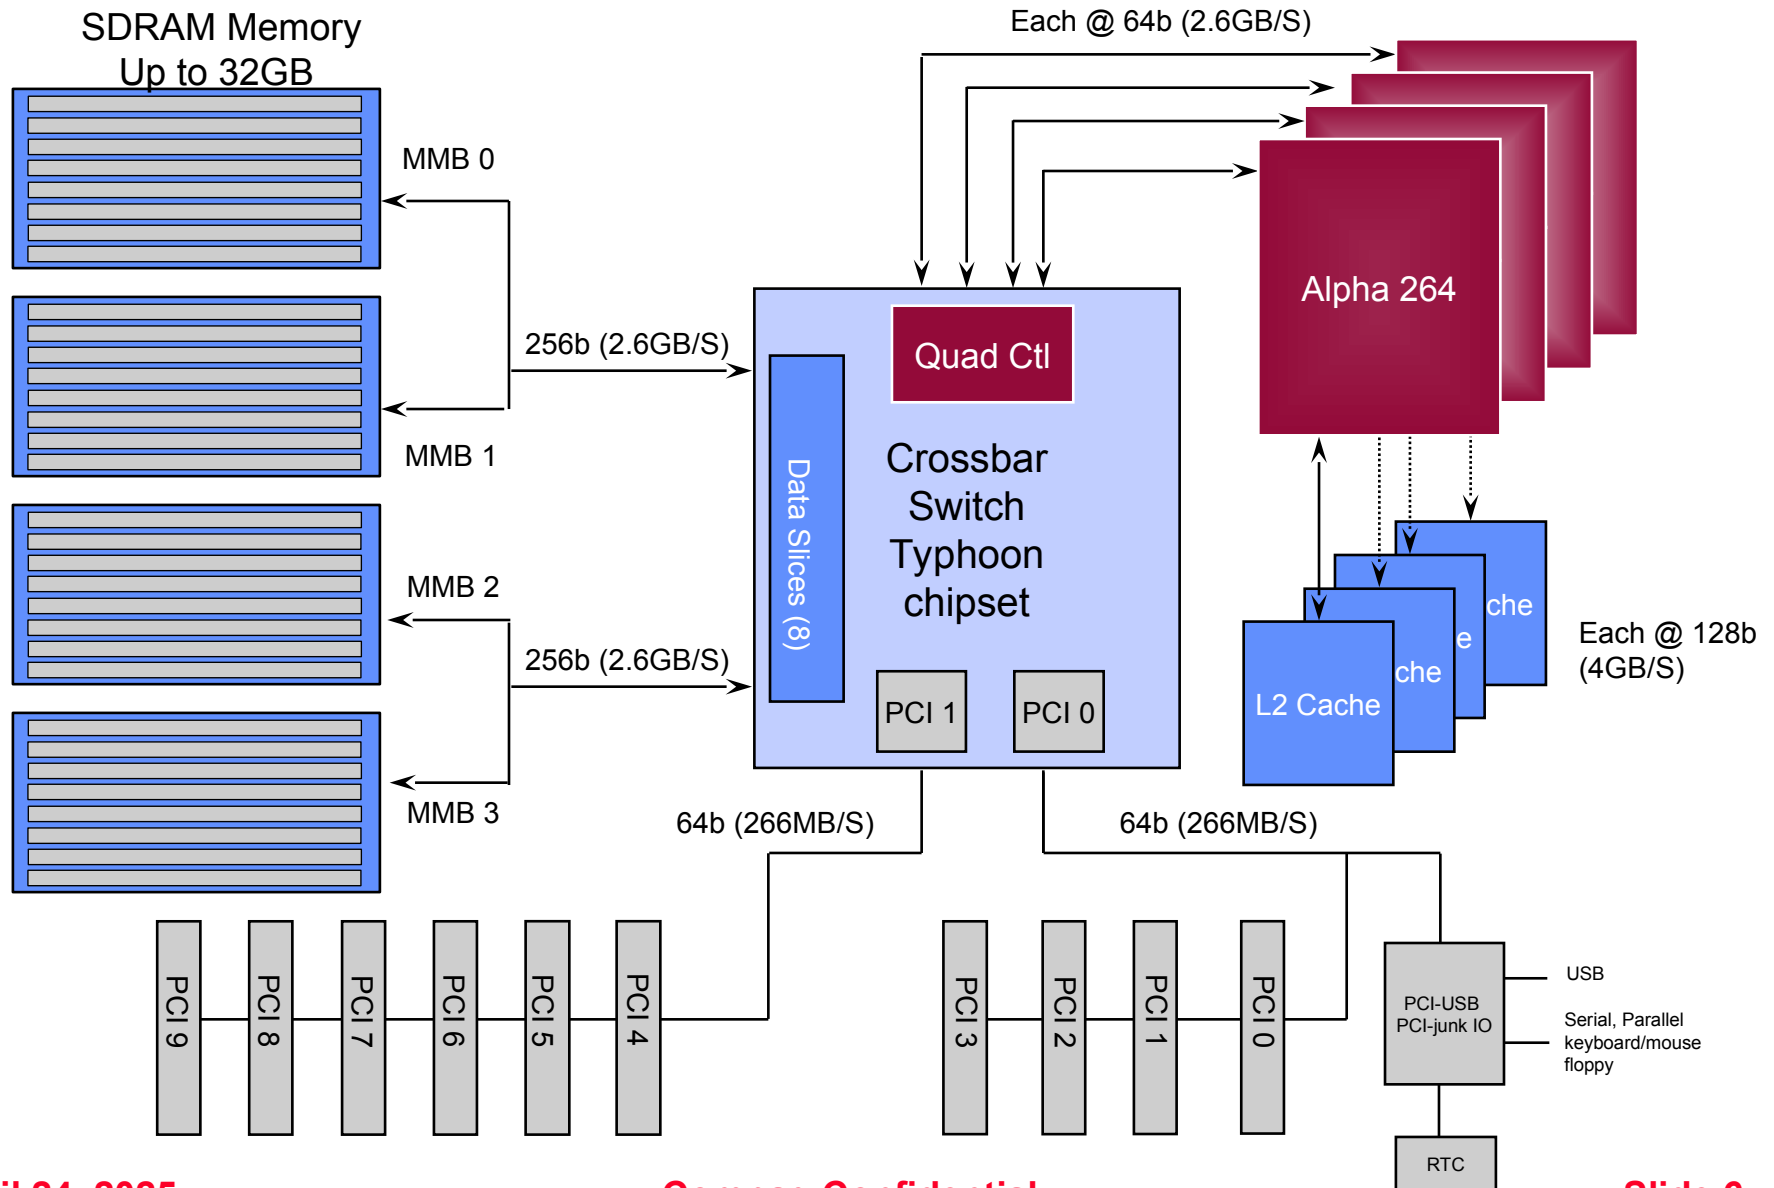 SDRAM Memory
Up to 32GB
Each @ 64b (2.6GB/S)
MMB 0
MMB 1
MMB 2
MMB 3
256b (2.6GB/S)
256b (2.6GB/S)
Quad Ctl
Data Slices (8)
Crossbar
Switch
Typhoon
chipset
PCI 1
PCI 0
Alpha 264
L2 Cache
che
e
che
Each @ 128b
(4GB/S)
64b (266MB/S)
64b (266MB/S)
PCI 9
PCI 8
PCI 7
PCI 6
PCI 5
PCI 4
PCI 3
PCI 2
PCI 1
PCI 0
PCI-USB
PCI-junk IO
USB
Serial, Parallel
keyboard/mouse
floppy
RTC
Confidential
Slide